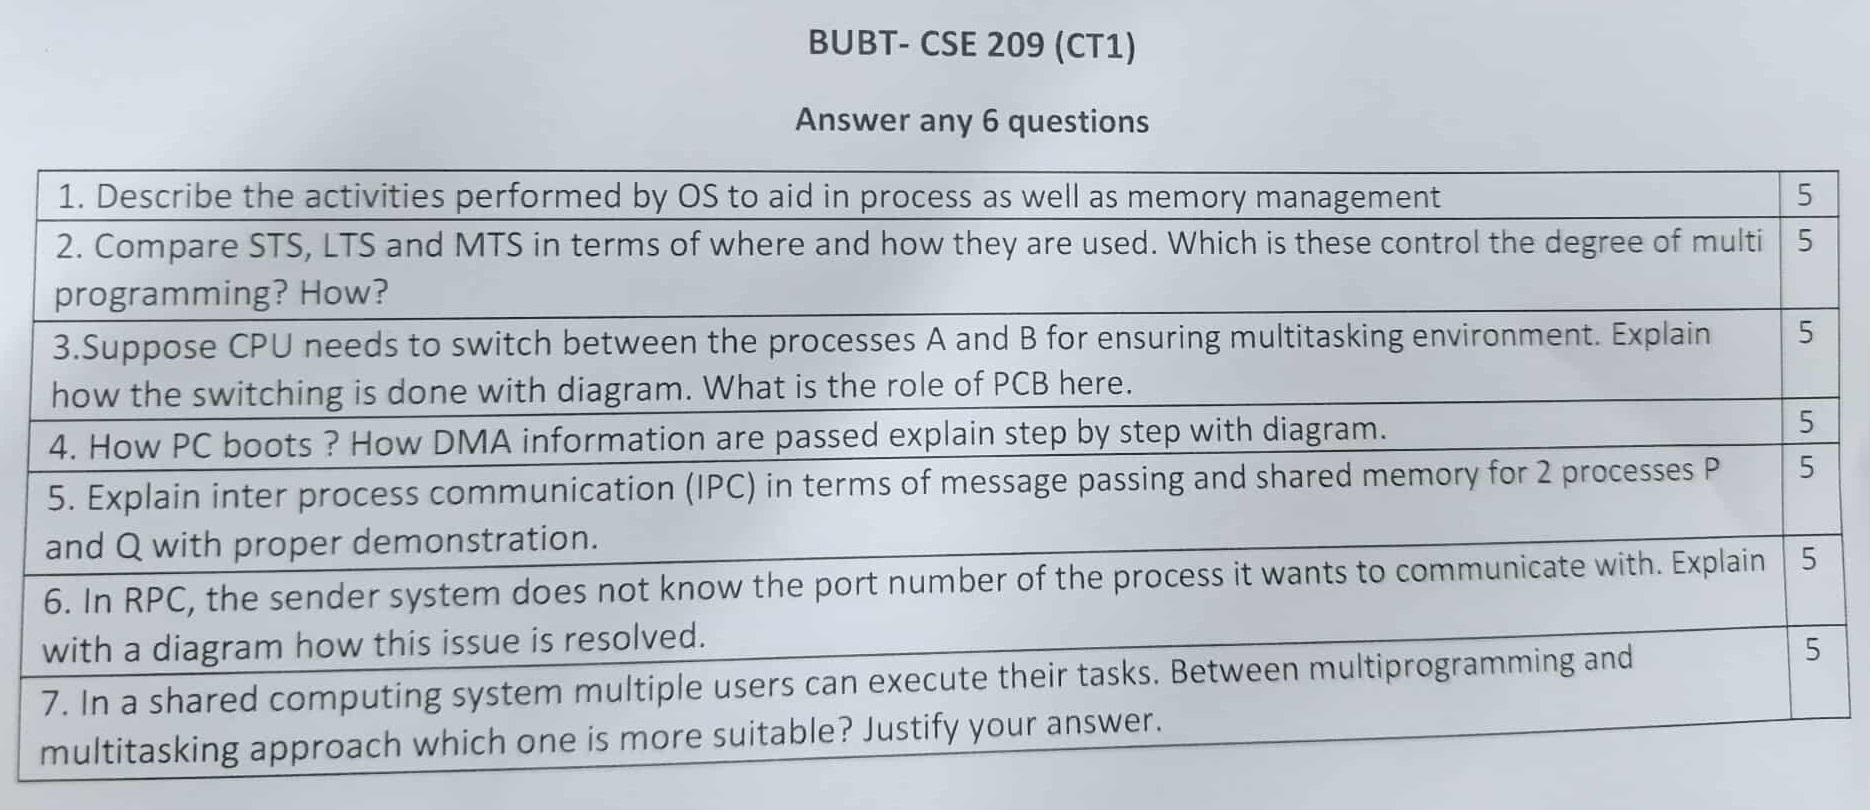 BUBT- CSE 209 (CT1)
Answer any 6 questions
1. Describe the activities performed by OS to aid in process as well as memory management 5
2. Compare STS, LTS and MTS in terms of where and how they are used. Which is these control the degree of multi 5
programming? How?
3.Suppose CPU needs to switch between the processes A and B for ensuring multitasking environment. Explain 5
how the switching is done with diagram. What is the role of PCB here.
4. How PC boots ? How DMA information are passed explain step by step with diagram. 5
5. Explain inter process communication (IPC) in terms of message passing and shared memory for 2 processes P 5
and Q with proper demonstration.
6. In RPC, the sender system does not know the port number of the process it wants to communicate with. Explain 5
with a diagram how this issue is resolved.
7. In a shared computing system multiple users can execute their tasks. Between multiprogramming and 5
multitasking approach which one is more suitable? Justify your answer.